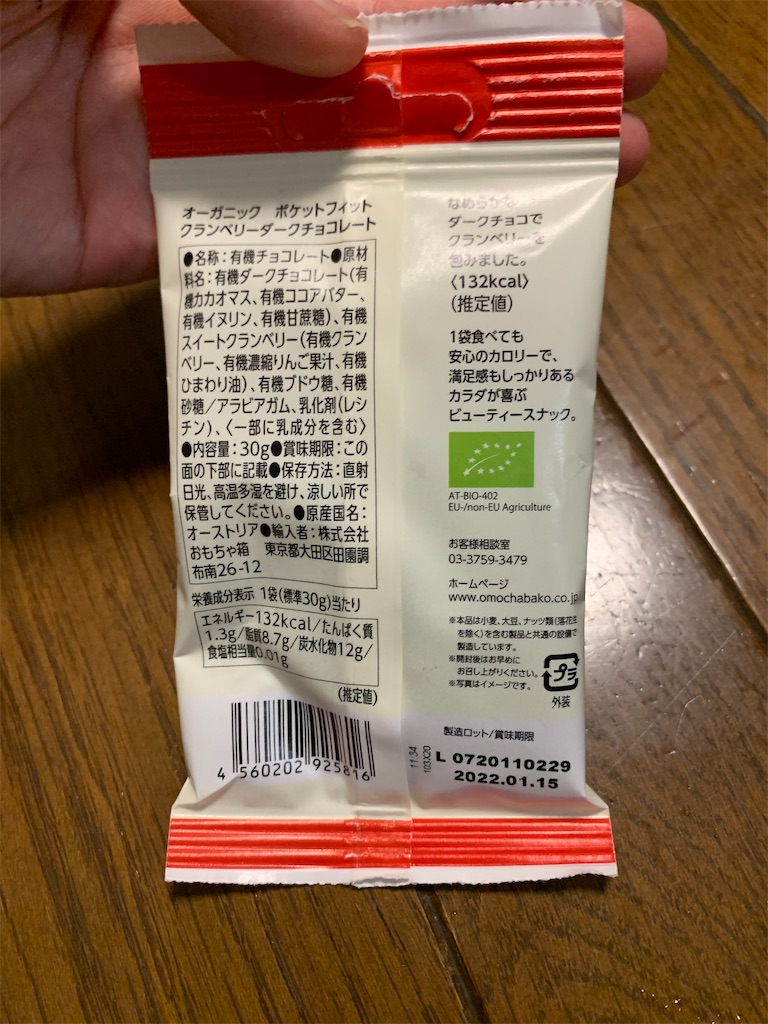 オーガニック ポケットフィット
クランベリーダークチョコレート
●名称：有機チョコレート●原材
料名：有機ダークチョコレート（有
機カカオマス、有機ココアバター、
有機イヌリン、有機甘蔗糖）、有機
スイートクランベリー（有機クラン
ベリー、有機濃縮りんご果汁、有機
ひまわり油）、有機ブドウ糖、有機
砂糖／アラビアガム、乳化剤（レシ
チン）、〈一部に乳成分を含む〉
●内容量：30g●賞味期限：この
面の下部に記載●保存方法：直射
日光、高温多湿を避け、涼しい所で
保管してください。●原産国名：
オーストリア●輸入者：株式会社
おもちゃ箱 東京都大田区田園調
布南26-12
栄養成分表示 1袋(標準30g)当たり
エネルギー132kcal／たんぱく質
1.3g／脂質8.7g／炭水化物12g／
食塩相当量0.01g
(推定値)
4 560202 925816
なめらかな
ダークチョコで
クランベリーを
包みました。
〈132kcal〉
(推定値)
1袋食べても
安心のカロリーで、
満足感もしっかりある
カラダが喜ぶ
ビューティースナック。
AT-BIO-402
EU-/non-EU Agriculture
お客様相談室
03-3759-3479
ホームページ
www.omochabako.co.jp
※本品は小麦、大豆、ナッツ類(落花生
を除く)を含む製品と共通の設備で
製造しています。
※開封後はお早めに
お召し上がりください。
※写真はイメージです。
プラ
外装
製造ロット/賞味期限
11:34
103X20
L 0720110229
2022.01.15